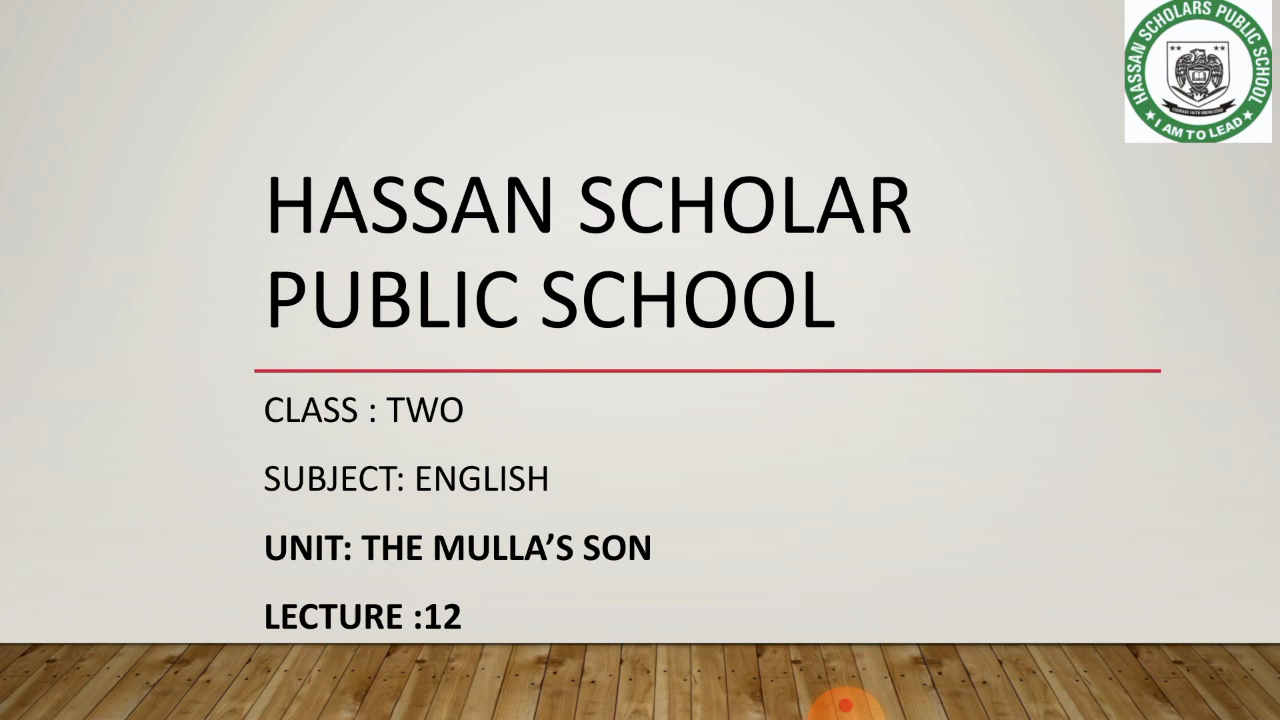 HASSAN SCHOLARS PUBLIC SCHOOL
I AM TO LEAD
HASSAN SCHOLAR
PUBLIC SCHOOL
CLASS : TWO
SUBJECT: ENGLISH
UNIT: THE MULLA’S SON
LECTURE :12